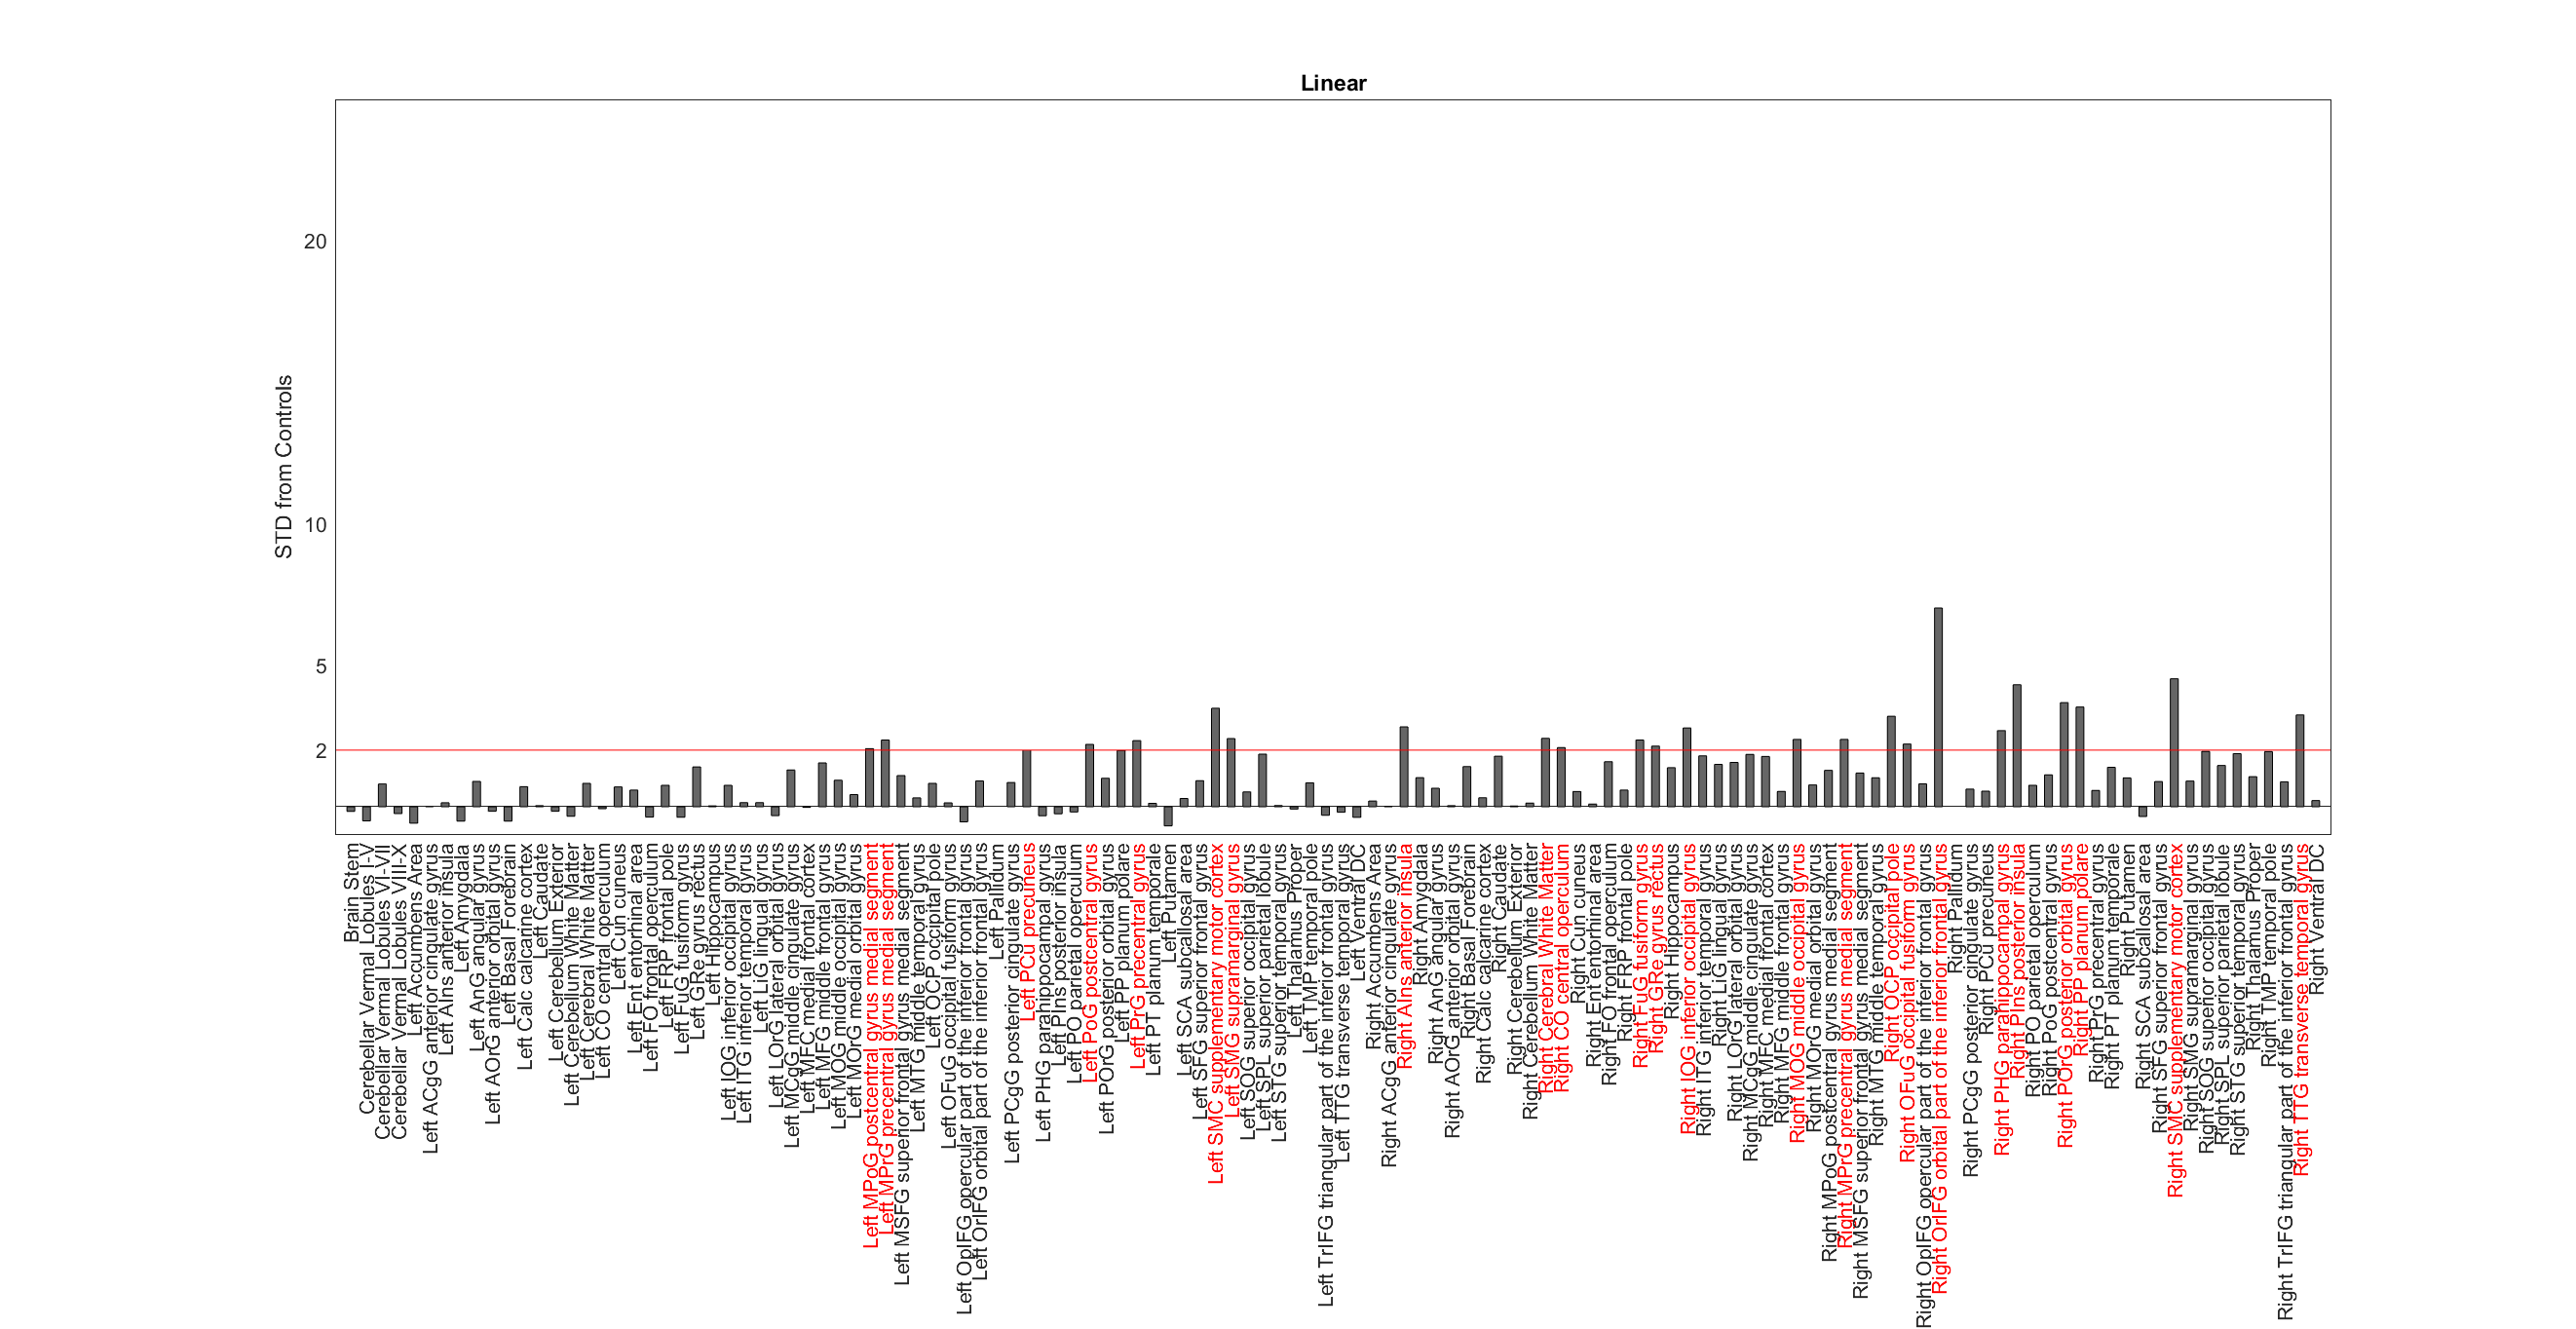 Linear
STD from Controls
20
10
5
2
Brain Stem
Cerebellar Vermal Lobules I-V
Cerebellar Vermal Lobules VI-VII
Cerebellar Vermal Lobules VIII-X
Left Accumbens Area
Left ACgG anterior cingulate gyrus
Left AIns anterior insula
Left Amygdala
Left AnG angular gyrus
Left AOrG anterior orbital gyrus
Left Basal Forebrain
Left Calc calcarine cortex
Left Caudate
Left Cerebellum Exterior
Left Cerebellum White Matter
Left Cerebral White Matter
Left CO central operculum
Left Cun cuneus
Left Ent entorhinal area
Left FO frontal operculum
Left FRP frontal pole
Left FuG fusiform gyrus
Left GRe gyrus rectus
Left Hippocampus
Left IOG inferior occipital gyrus
Left ITG inferior temporal gyrus
Left LiG lingual gyrus
Left LOrG lateral orbital gyrus
Left MCgG middle cingulate gyrus
Left MFC medial frontal cortex
Left MFG middle frontal gyrus
Left MOG middle occipital gyrus
Left MOrG medial orbital gyrus
Left MPoG postcentral gyrus medial segment
Left MPrG precentral gyrus medial segment
Left MSFG superior frontal gyrus medial segment
Left MTG middle temporal gyrus
Left OCP occipital pole
Left OFuG occipital fusiform gyrus
Left OpIFG opercular part of the inferior frontal gyrus
Left OrIFG orbital part of the inferior frontal gyrus
Left Pallidum
Left PCgG posterior cingulate gyrus
Left PCu precuneus
Left PHG parahippocampal gyrus
Left PIns posterior insula
Left PO parietal operculum
Left PoG postcentral gyrus
Left POrG posterior orbital gyrus
Left PP planum polare
Left PrG precentral gyrus
Left PT planum temporale
Left Putamen
Left SCA subcallosal area
Left SFG superior frontal gyrus
Left SMC supplementary motor cortex
Left SMG supramarginal gyrus
Left SOG superior occipital gyrus
Left SPL superior parietal lobule
Left STG superior temporal gyrus
Left Thalamus Proper
Left TMP temporal pole
Left TrIFG triangular part of the inferior frontal gyrus
Left TTG transverse temporal gyrus
Left Ventral DC
Right Accumbens Area
Right ACgG anterior cingulate gyrus
Right AIns anterior insula
Right Amygdala
Right AnG angular gyrus
Right AOrG anterior orbital gyrus
Right Basal Forebrain
Right Calc calcarine cortex
Right Caudate
Right Cerebellum Exterior
Right Cerebellum White Matter
Right Cerebral White Matter
Right CO central operculum
Right Cun cuneus
Right Ent entorhinal area
Right FO frontal operculum
Right FRP frontal pole
Right FuG fusiform gyrus
Right GRe gyrus rectus
Right Hippocampus
Right IOG inferior occipital gyrus
Right ITG inferior temporal gyrus
Right LiG lingual gyrus
Right LOrG lateral orbital gyrus
Right MCgG middle cingulate gyrus
Right MFC medial frontal cortex
Right MFG middle frontal gyrus
Right MOG middle occipital gyrus
Right MOrG medial orbital gyrus
Right MPoG postcentral gyrus medial segment
Right MPrG precentral gyrus medial segment
Right MSFG superior frontal gyrus medial segment
Right MTG middle temporal gyrus
Right OCP occipital pole
Right OFuG occipital fusiform gyrus
Right OpIFG opercular part of the inferior frontal gyrus
Right OrIFG orbital part of the inferior frontal gyrus
Right Pallidum
Right PCgG posterior cingulate gyrus
Right PCu precuneus
Right PHG parahippocampal gyrus
Right PIns posterior insula
Right PO parietal operculum
Right PoG postcentral gyrus
Right POrG posterior orbital gyrus
Right PP planum polare
Right PrG precentral gyrus
Right PT planum temporale
Right Putamen
Right SCA subcallosal area
Right SFG superior frontal gyrus
Right SMC supplementary motor cortex
Right SMG supramarginal gyrus
Right SOG superior occipital gyrus
Right SPL superior parietal lobule
Right STG superior temporal gyrus
Right Thalamus Proper
Right TMP temporal pole
Right TrIFG triangular part of the inferior frontal gyrus
Right TTG transverse temporal gyrus
Right Ventral DC